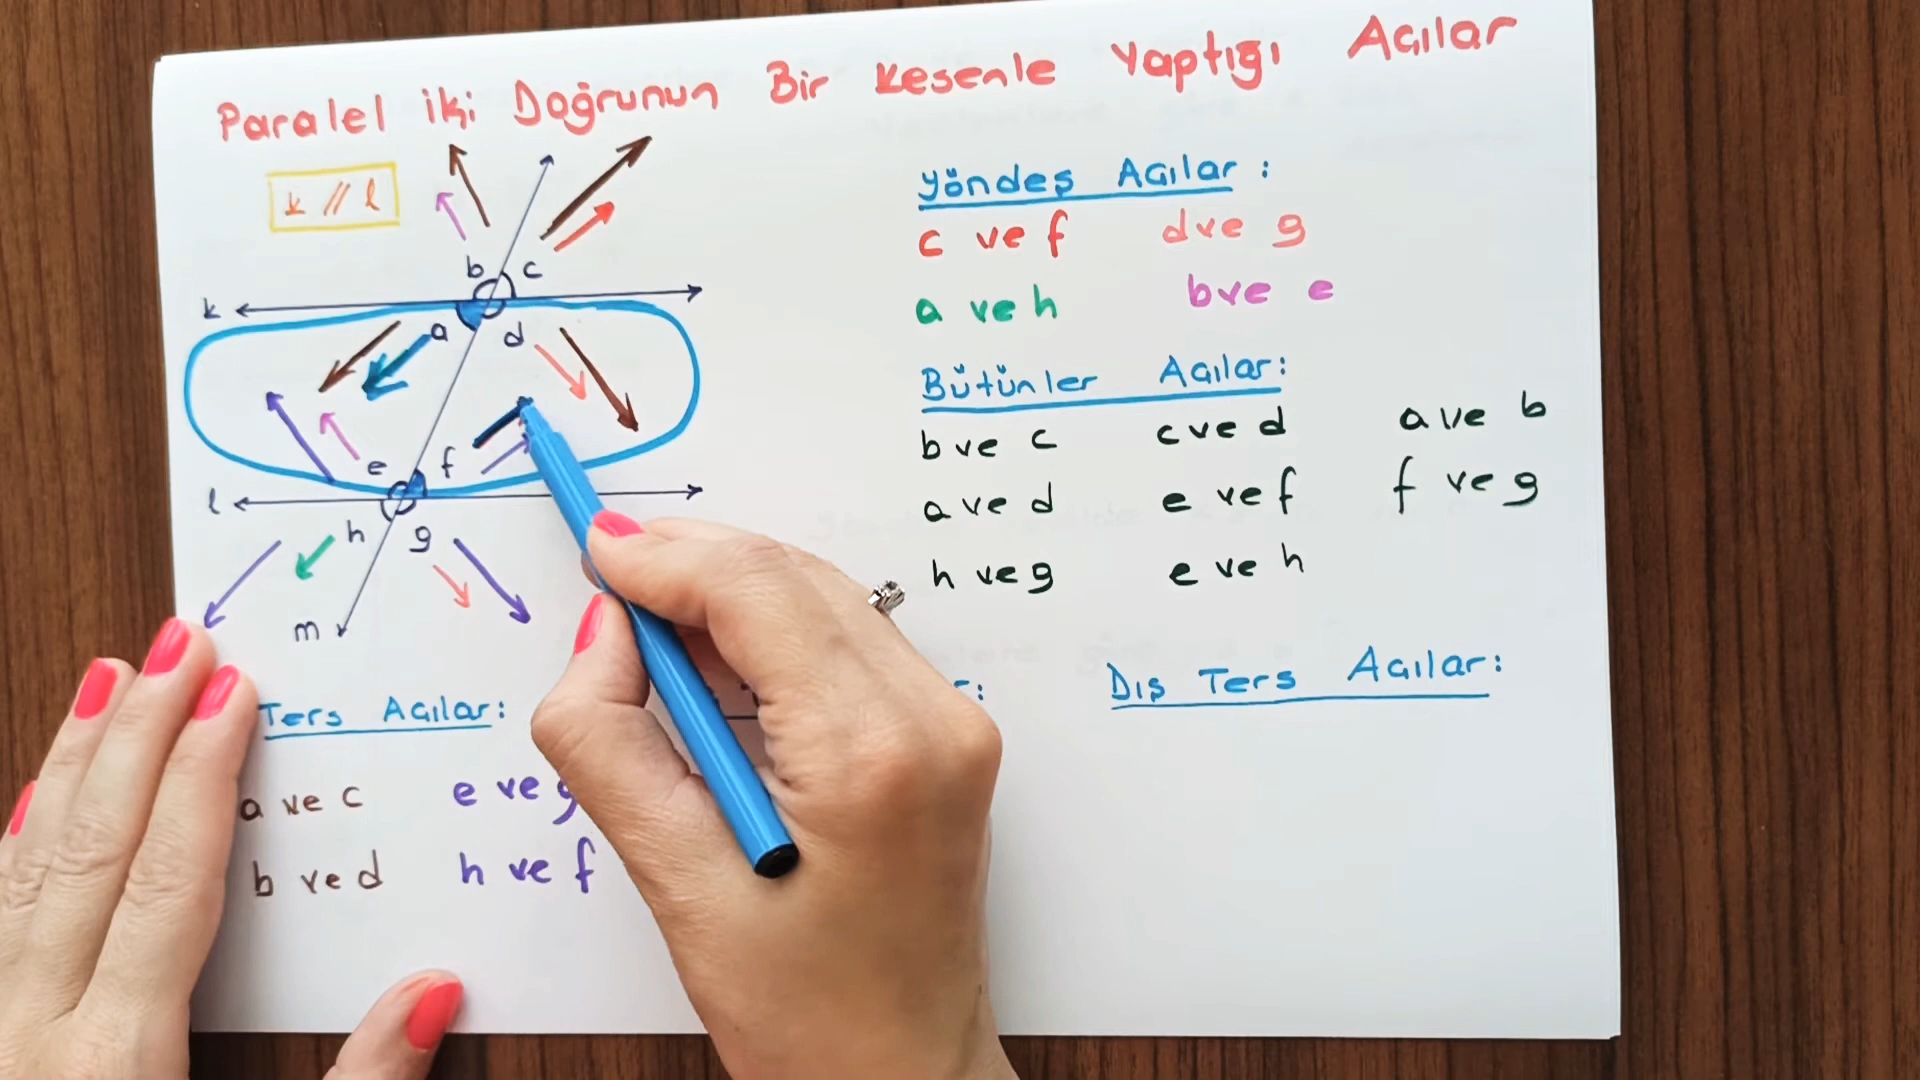 Paralel iki Doğrunun Bir Kesenle Yaptığı Açılar
k // l
b c
k
a d
e f
l
h g
m
Yöndeş Açılar :
c ve f d ve g
a ve h b ve e
Bütünler Açılar:
b ve c c ve d a ve b
a ve d e ve f f ve g
h ve g e ve h
Ters Açılar:
a ve c e ve g
b ve d h ve f
Dış Ters Açılar: